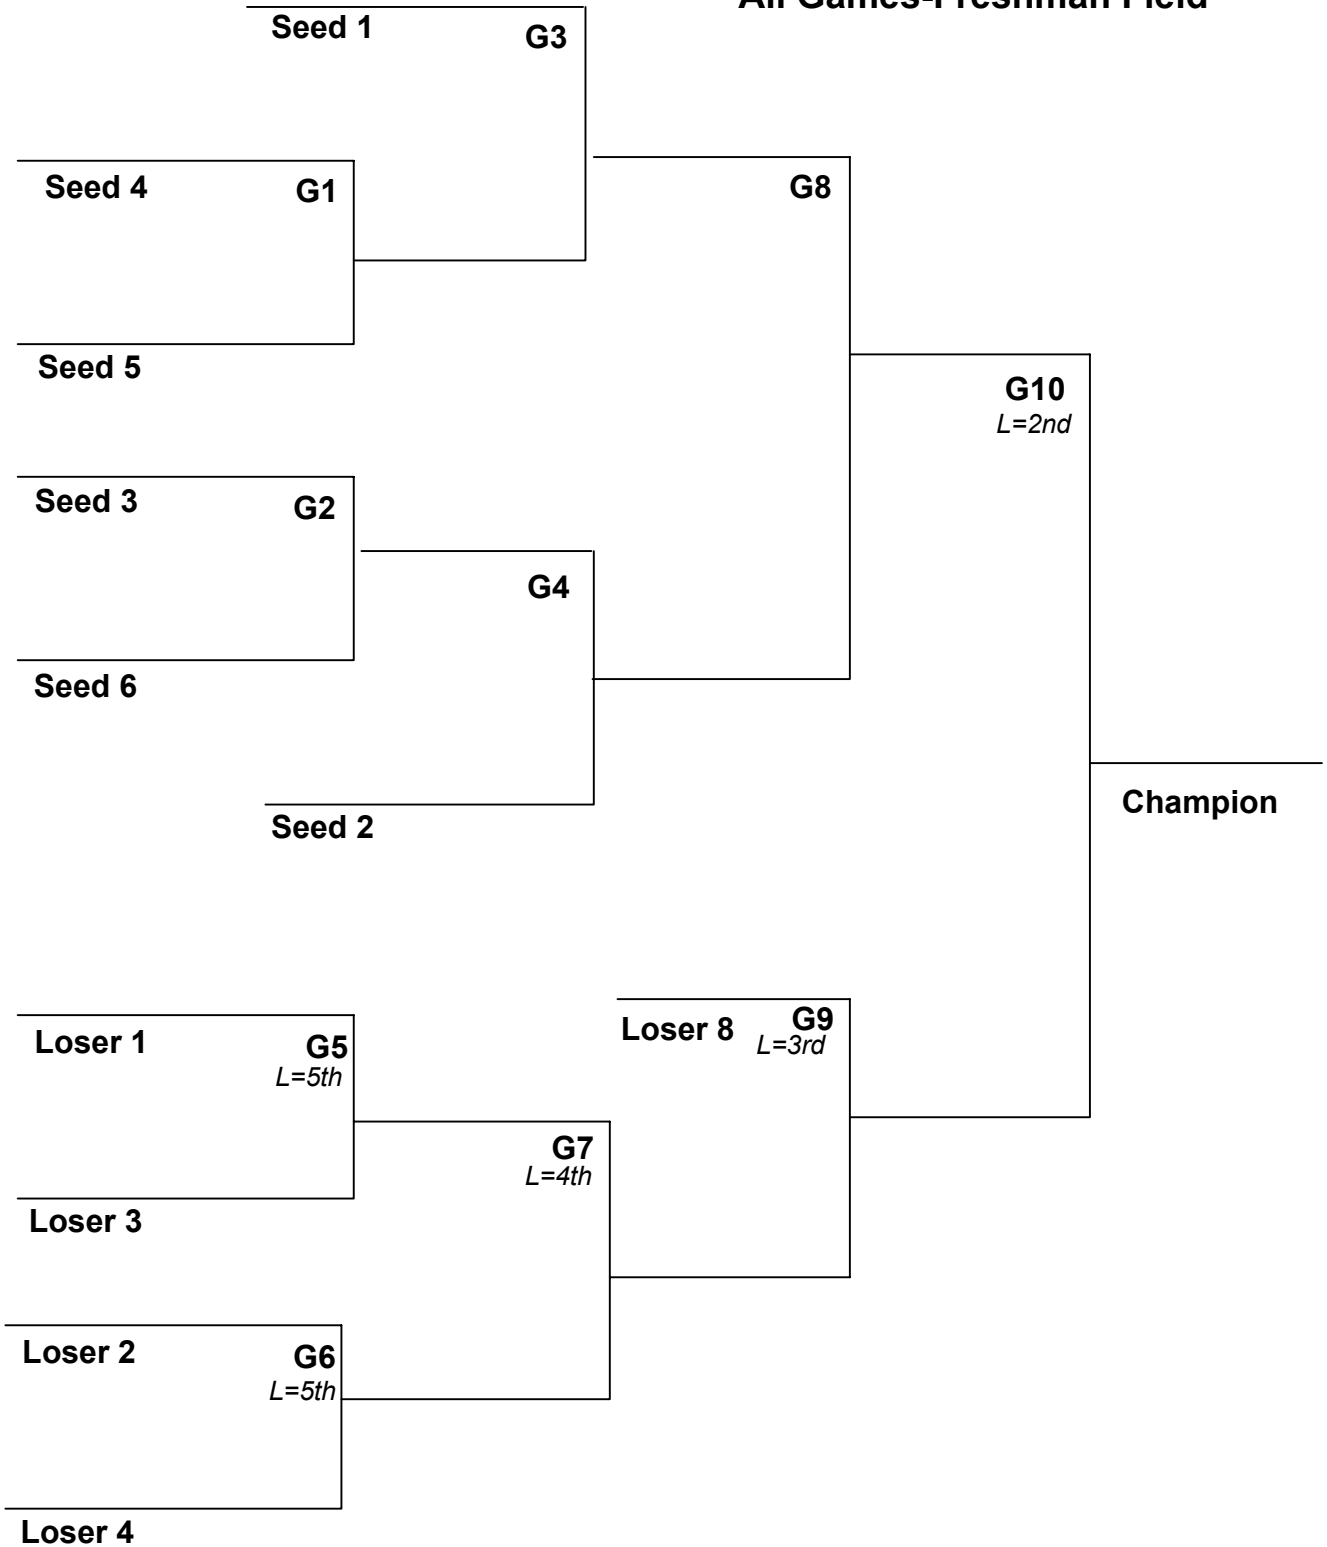 All Games-Freshman Field
Seed 1
G3
Seed 4
G1
G8
Seed 5
G10
L=2nd
Seed 3
G2
G4
Seed 6
Champion
Seed 2
Loser 8
G9
L=3rd
Loser 1
G5
L=5th
G7
L=4th
Loser 3
Loser 2
G6
L=5th
Loser 4